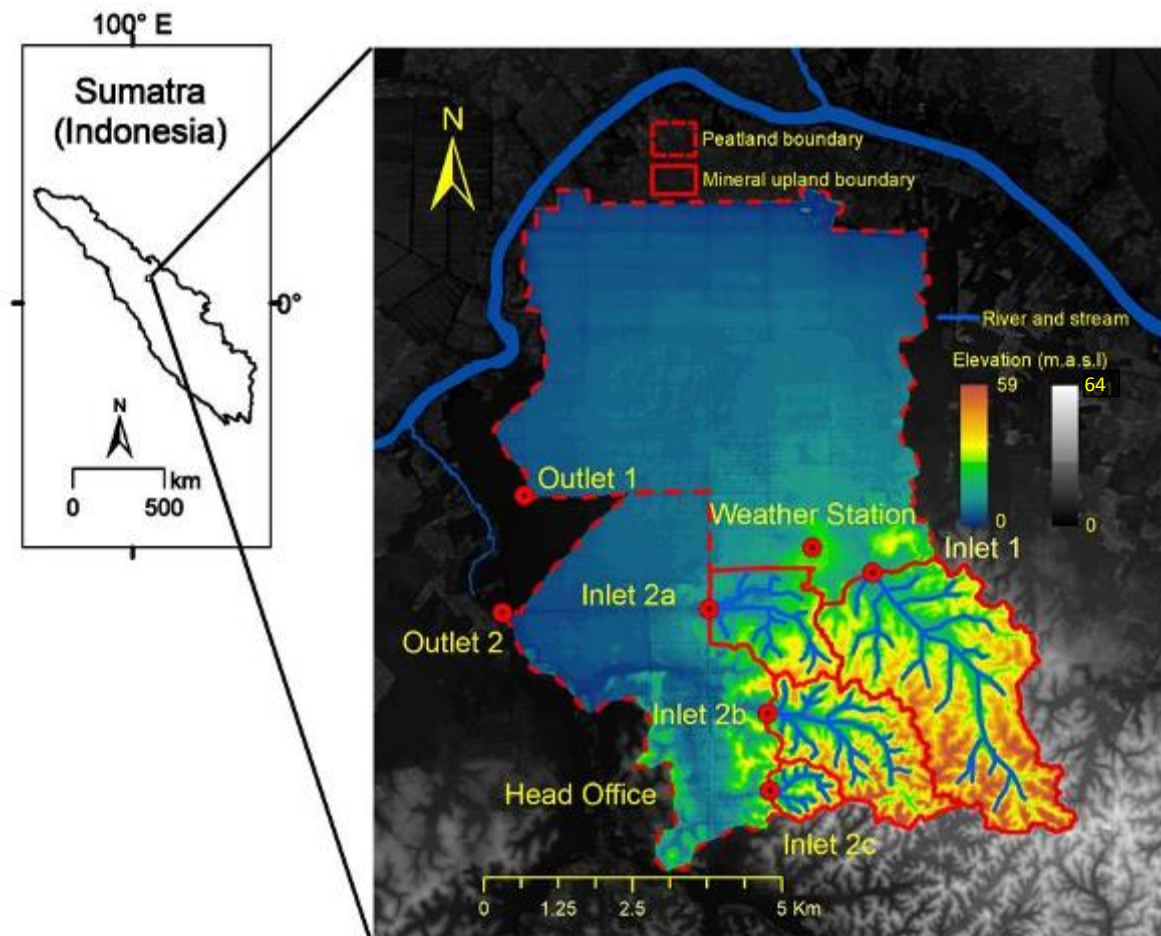 100° E
Sumatra
(Indonesia)
0°
N
km
0 500
N
Peatland boundary
Mineral upland boundary
River and stream
Elevation (m.a.s.l)
59 64
0 0
Outlet 1
Weather Station
Inlet 1
Inlet 2a
Outlet 2
Inlet 2b
Head Office
Inlet 2c
0 1.25 2.5 5 Km